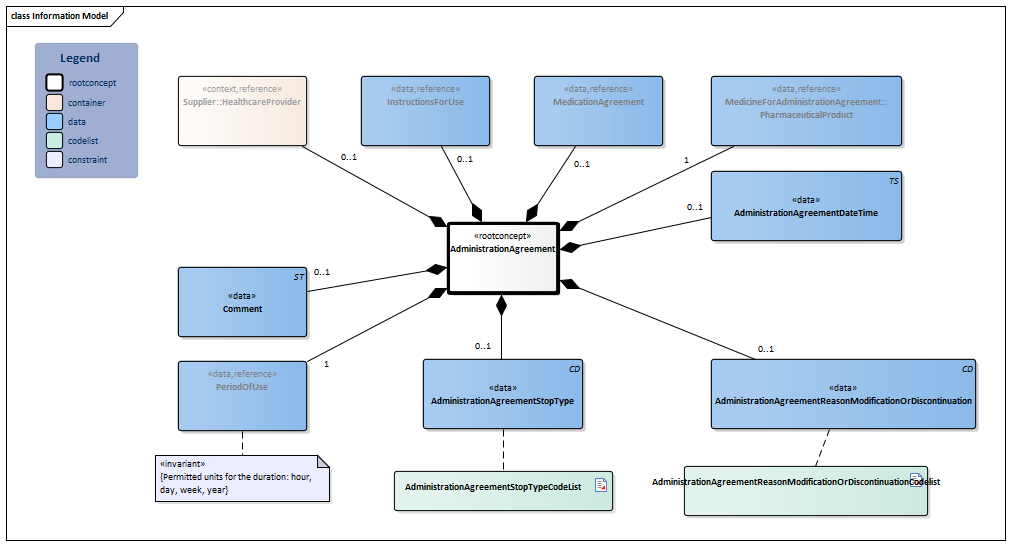 class Information Model
Legend
rootconcept
container
data
codelist
constraint
«context,reference»
Supplier::HealthcareProvider
«data,reference»
InstructionsForUse
«data,reference»
MedicationAgreement
«data,reference»
MedicineForAdministrationAgreement::
PharmaceuticalProduct
0..1
0..1
0..1
1
TS
«data»
AdministrationAgreementDateTime
0..1
«rootconcept»
AdministrationAgreement
ST
«data»
Comment
0..1
«data,reference»
PeriodOfUse
1
0..1
CD
«data»
AdministrationAgreementStopType
0..1
CD
«data»
AdministrationAgreementReasonModificationOrDiscontinuation
«invariant»
{Permitted units for the duration: hour,
day, week, year}
AdministrationAgreementStopTypeCodeList
AdministrationAgreementReasonModificationOrDiscontinuationCodelist